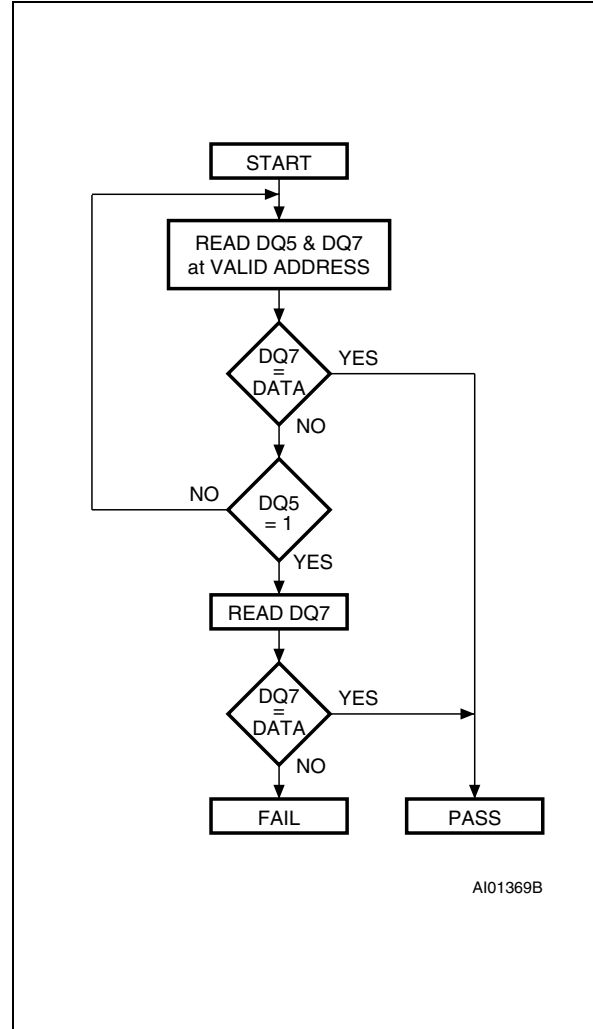 START
READ DQ5 & DQ7
at VALID ADDRESS
DQ7
=
DATA
YES
NO
DQ5
= 1
NO
YES
READ DQ7
DQ7
=
DATA
YES
NO
FAIL
PASS
AI01369B